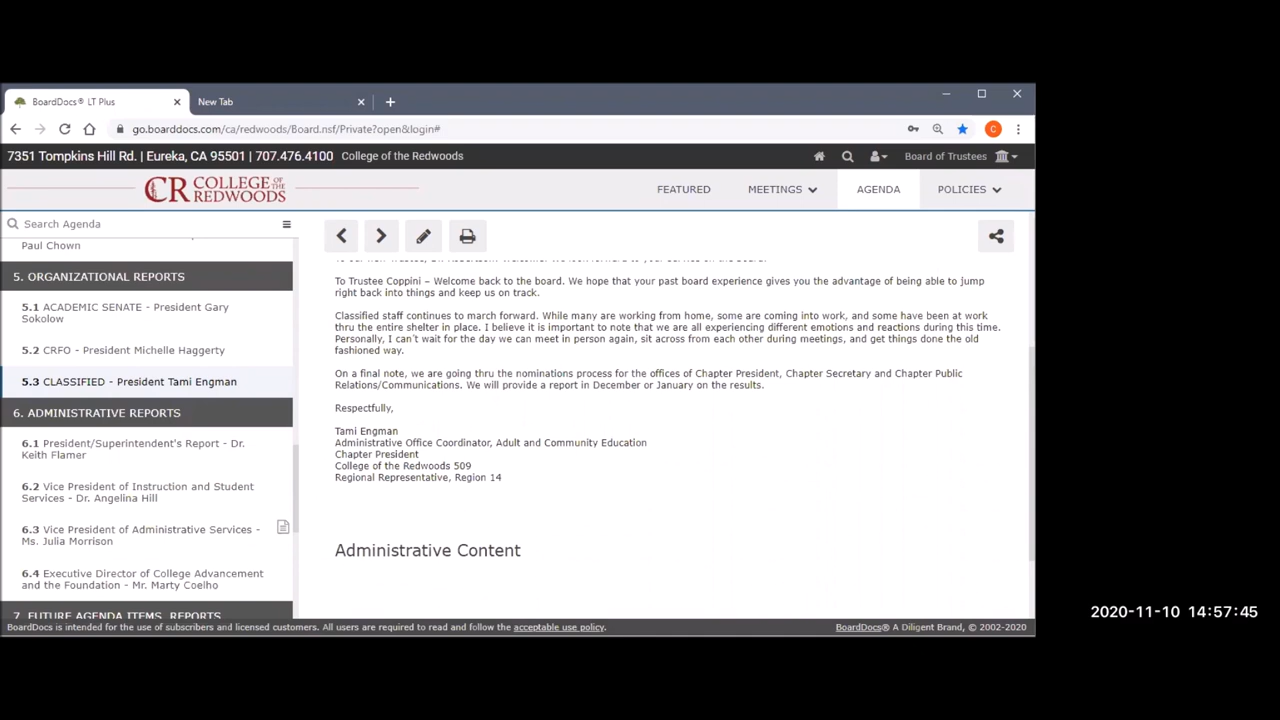 BoardDocs® LT Plus
New Tab
go.boarddocs.com/ca/redwoods/Board.nsf/Private?open&login#
C
7351 Tompkins Hill Rd. | Eureka, CA 95501 | 707.476.4100 College of the Redwoods
Board of Trustees
CR COLLEGE OF THE REDWOODS
FEATURED
MEETINGS
AGENDA
POLICIES
Search Agenda
Paul Chown
5. ORGANIZATIONAL REPORTS
5.1 ACADEMIC SENATE - President Gary
Sokolow
5.2 CRFO - President Michelle Haggerty
5.3 CLASSIFIED - President Tami Engman
6. ADMINISTRATIVE REPORTS
6.1 President/Superintendent's Report - Dr.
Keith Flamer
6.2 Vice President of Instruction and Student
Services - Dr. Angelina Hill
6.3 Vice President of Administrative Services -
Ms. Julia Morrison
6.4 Executive Director of College Advancement
and the Foundation - Mr. Marty Coelho
7. FUTURE AGENDA ITEMS, REPORTS
To Trustee Coppini – Welcome back to the board. We hope that your past board experience gives you the advantage of being able to jump
right back into things and keep us on track.
Classified staff continues to march forward. While many are working from home, some are coming into work, and some have been at work
thru the entire shelter in place. I believe it is important to note that we are all experiencing different emotions and reactions during this time.
Personally, I can't wait for the day we can meet in person again, sit across from each other during meetings, and get things done the old
fashioned way.
On a final note, we are going thru the nominations process for the offices of Chapter President, Chapter Secretary and Chapter Public
Relations/Communications. We will provide a report in December or January on the results.
Respectfully,
Tami Engman
Administrative Office Coordinator, Adult and Community Education
Chapter President
College of the Redwoods 509
Regional Representative, Region 14
Administrative Content
BoardDocs is intended for the use of subscribers and licensed customers. All users are required to read and follow the acceptable use policy.
BoardDocs® A Diligent Brand, © 2002-2020
2020-11-10 14:57:45